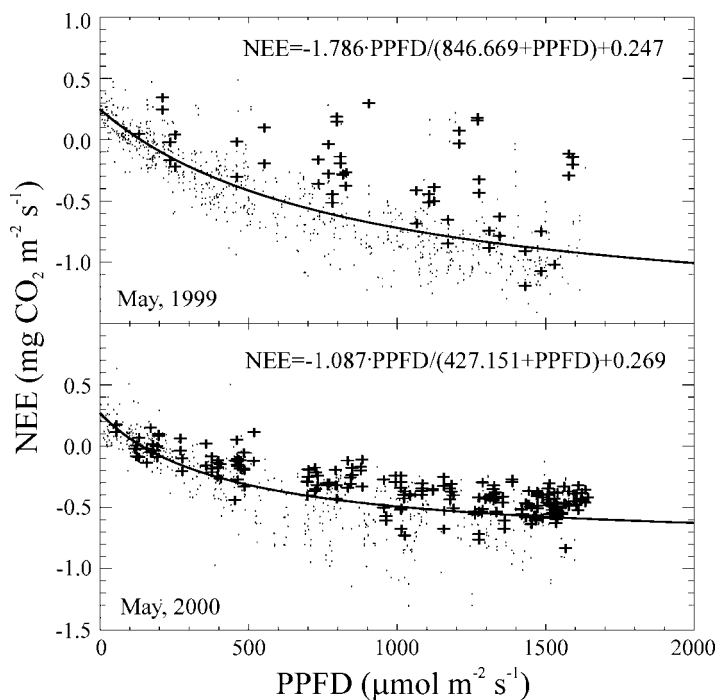 1.0
NEE=-1.786·PPFD/(846.669+PPFD)+0.247
0.5
0.0
-0.5
-1.0
May, 1999
NEE (mg CO₂ m⁻² s⁻¹)
NEE=-1.087·PPFD/(427.151+PPFD)+0.269
0.5
0.0
-0.5
-1.0
May, 2000
-1.5
0 500 1000 1500 2000
PPFD (μmol m⁻² s⁻¹)